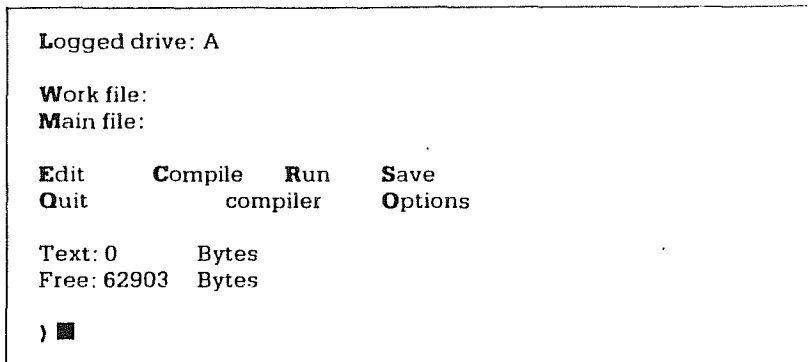 Logged drive: A
Work file:
Main file:
Edit Compile Run Save
Quit compiler Options
Text: 0 Bytes
Free: 62903 Bytes
)